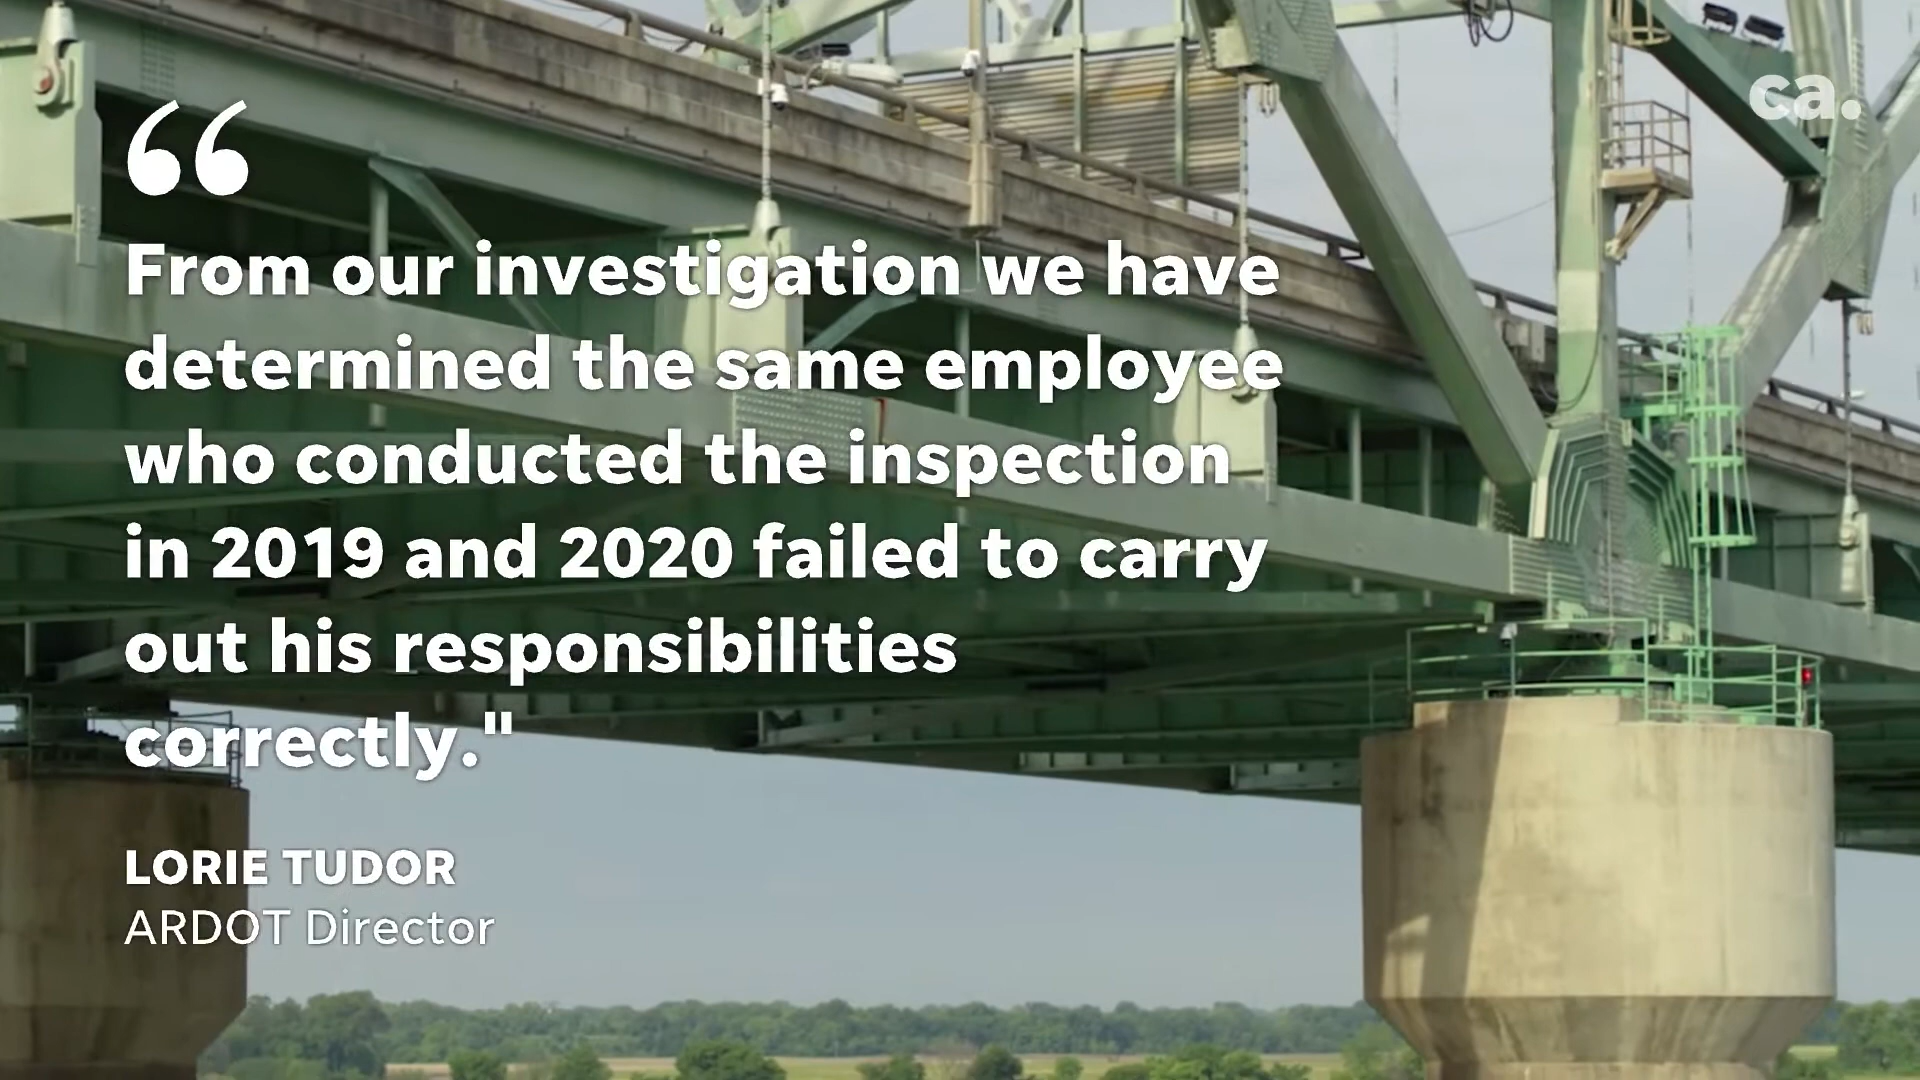 ca.
“
From our investigation we have
determined the same employee
who conducted the inspection
in 2019 and 2020 failed to carry
out his responsibilities
correctly."
LORIE TUDOR
ARDOT Director